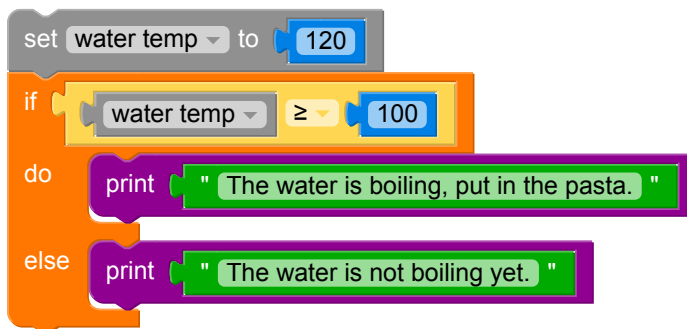 set water temp to 120
if water temp ≥ 100
do print " The water is boiling, put in the pasta. "
else print " The water is not boiling yet. "